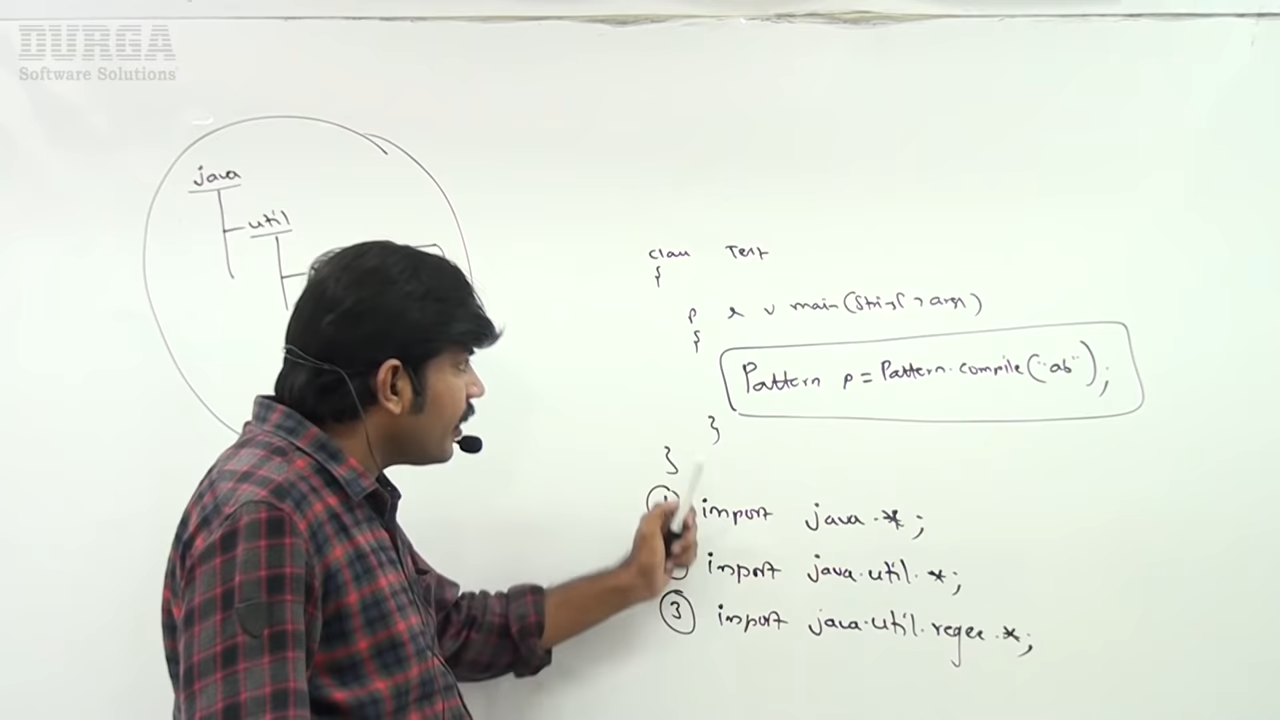 DURGA
Software Solutions
java
util
class Test
{
p s v main(String[] args)
{
Pattern p = Pattern.compile("ab");
}
}
① import java.*;
import java.util.*;
③ import java.util.regex.*;